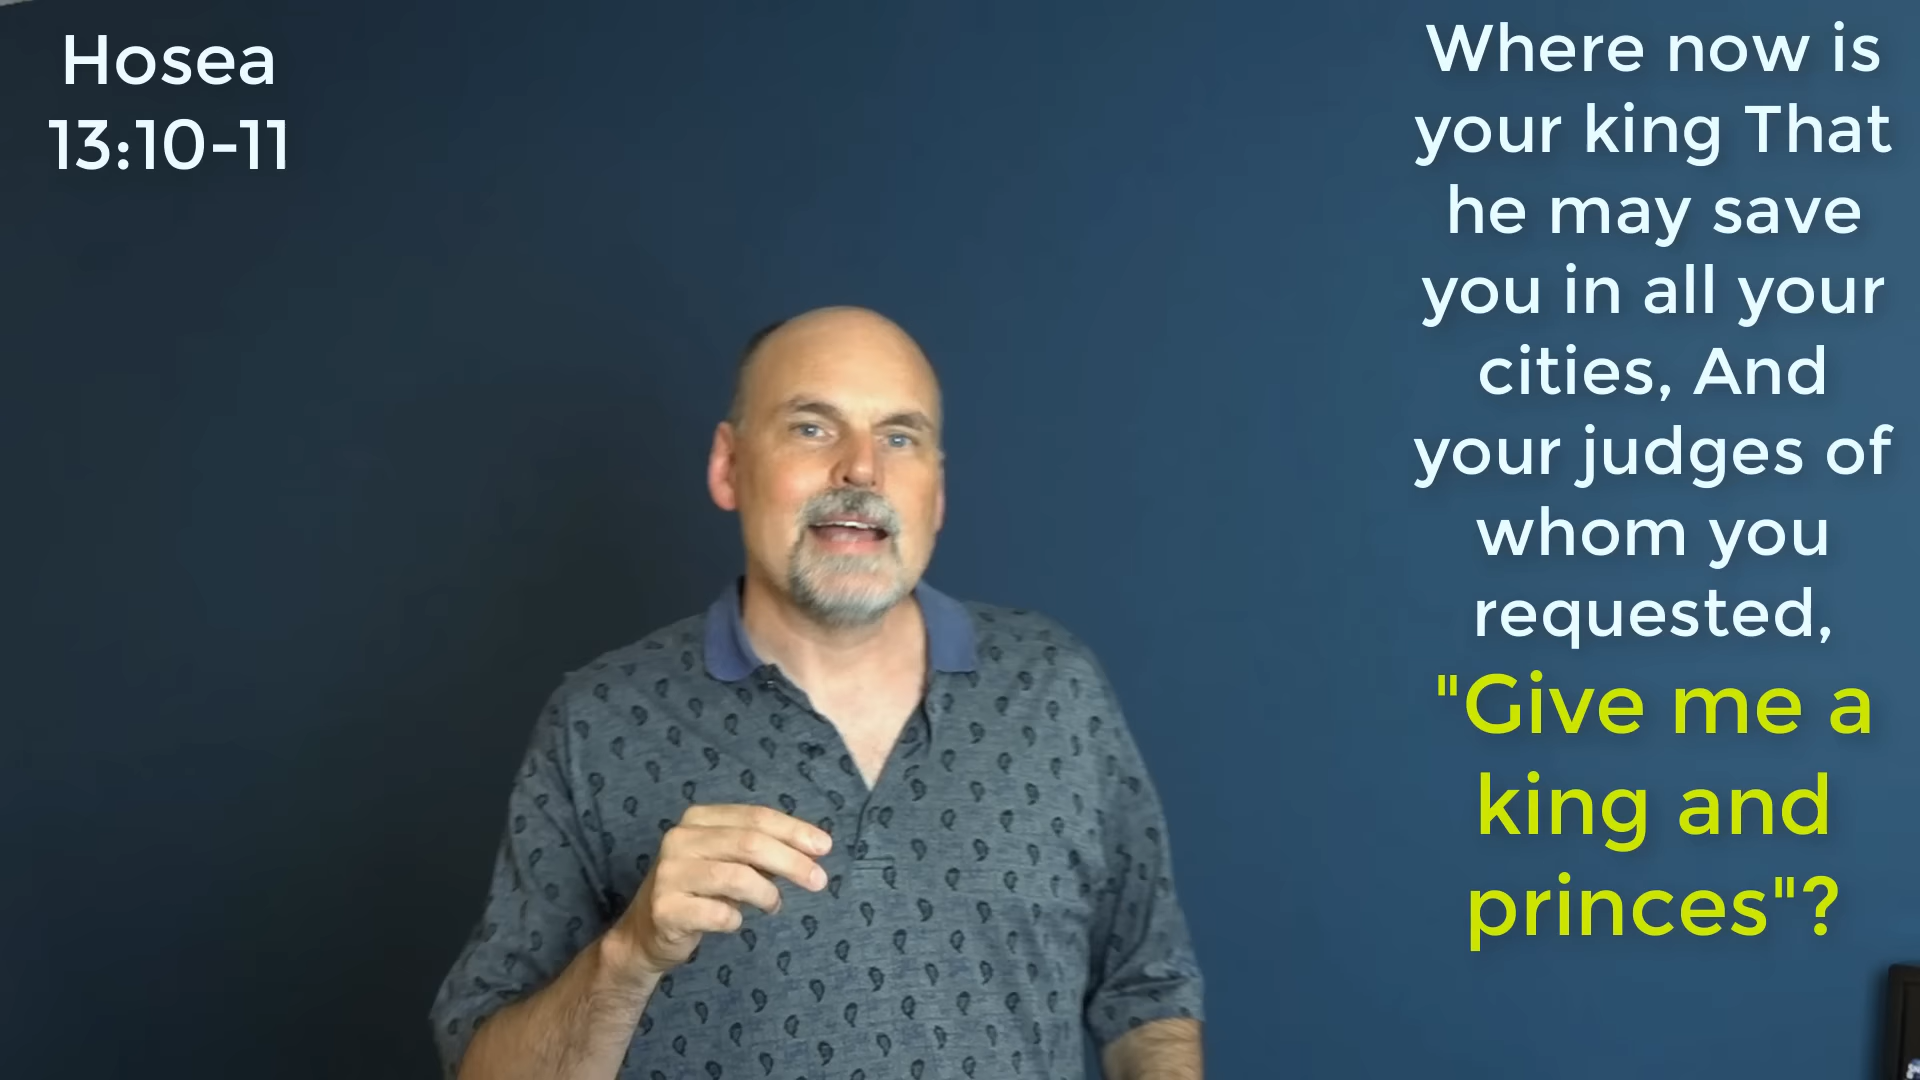 Hosea
13:10-11
Where now is
your king That
he may save
you in all your
cities, And
your judges of
whom you
requested,
"Give me a
king and
princes"?